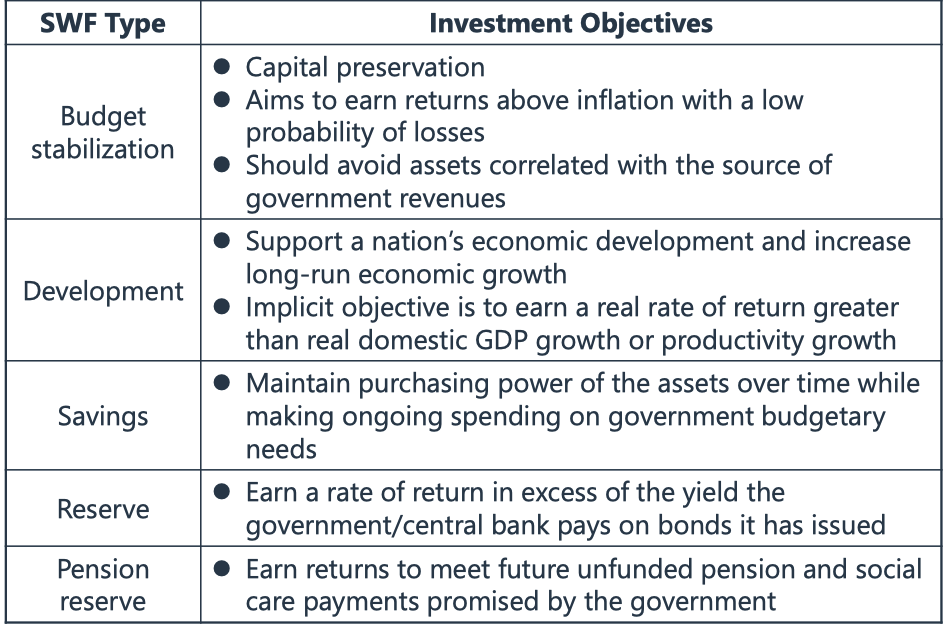 SWF Type
Investment Objectives
Budget
stabilization
● Capital preservation
● Aims to earn returns above inflation with a low
probability of losses
● Should avoid assets correlated with the source of
government revenues
Development
● Support a nation’s economic development and increase
long-run economic growth
● Implicit objective is to earn a real rate of return greater
than real domestic GDP growth or productivity growth
Savings
● Maintain purchasing power of the assets over time while
making ongoing spending on government budgetary
needs
Reserve
● Earn a rate of return in excess of the yield the
government/central bank pays on bonds it has issued
Pension
reserve
● Earn returns to meet future unfunded pension and social
care payments promised by the government